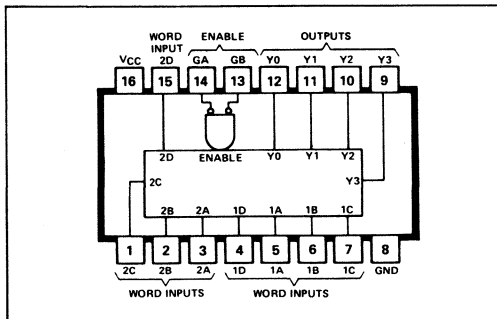 WORD ENABLE OUTPUTS
VCC INPUT 2D GA GB Y0 Y1 Y2 Y3
16 15 14 13 12 11 10 9
2D ENABLE Y0 Y1 Y2
2C Y3
2B 2A 1D 1A 1B 1C
1 2 3 4 5 6 7 8
2C 2B 2A 1D 1A 1B 1C GND
WORD INPUTS WORD INPUTS